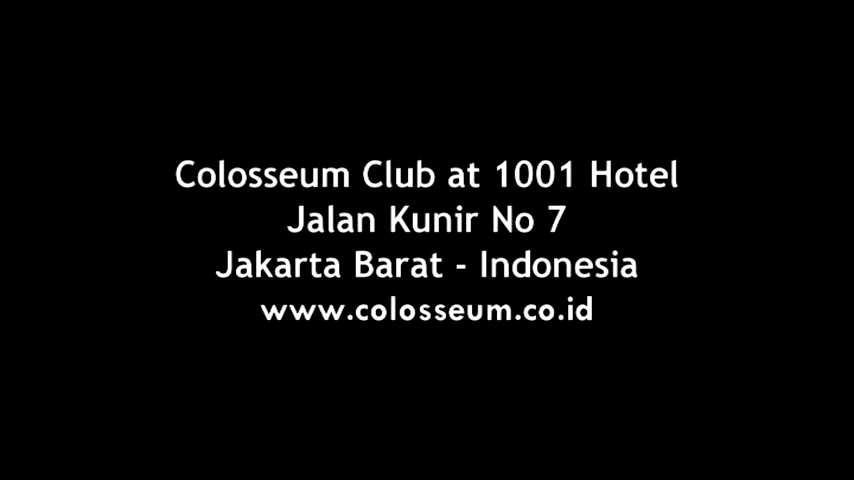 Colosseum Club at 1001 Hotel
Jalan Kunir No 7
Jakarta Barat - Indonesia
www.colosseum.co.id